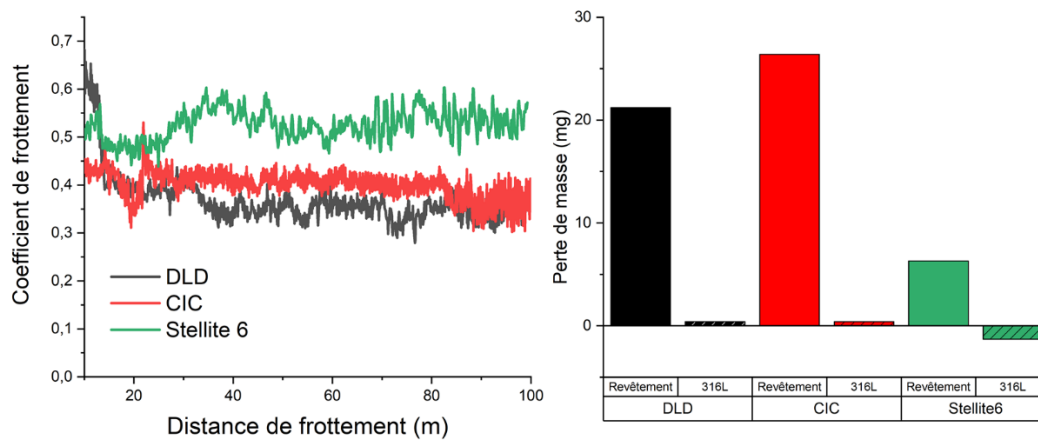 0,7
0,6
0,5
0,4
0,3
0,2
0,1
0,0
Coefficient de frottement
DLD
CIC
Stellite 6
20
40
60
80
100
Distance de frottement (m)
30
20
10
0
Perte de masse (mg)
Revêtement
316L
Revêtement
316L
Revêtement
316L
DLD
CIC
Stellite6